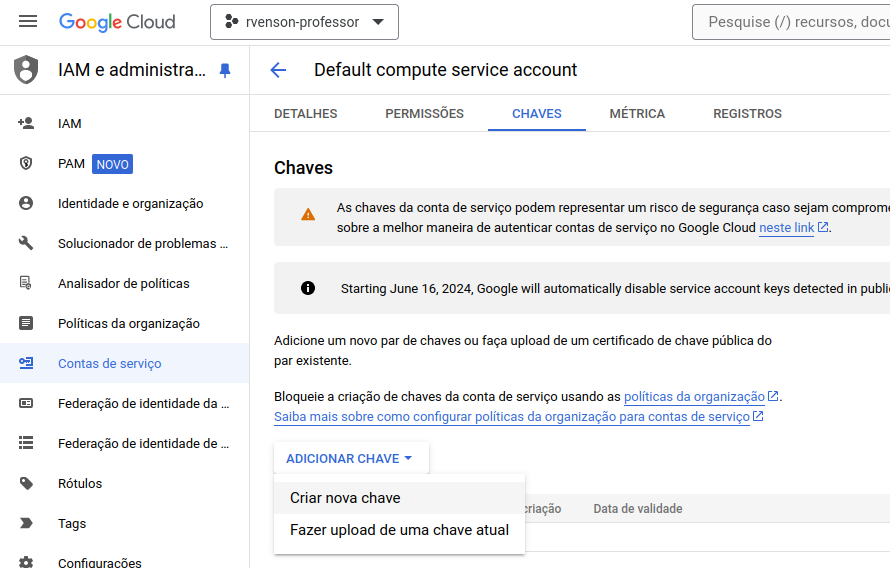 Google Cloud
rvenson-professor
Pesquise (/) recursos, docu
IAM e administra...
Default compute service account
DETALHES
PERMISSÕES
CHAVES
MÉTRICA
REGISTROS
IAM
PAM NOVO
Identidade e organização
Solucionador de problemas ...
Analisador de políticas
Políticas da organização
Contas de serviço
Federação de identidade da ...
Federação de identidade de ...
Rótulos
Tags
Configurações
Chaves
As chaves da conta de serviço podem representar um risco de segurança caso sejam comprome
sobre a melhor maneira de autenticar contas de serviço no Google Cloud neste link.
Starting June 16, 2024, Google will automatically disable service account keys detected in publi
Adicione um novo par de chaves ou faça upload de um certificado de chave pública do
par existente.
Bloqueie a criação de chaves da conta de serviço usando as políticas da organização.
Saiba mais sobre como configurar políticas da organização para contas de serviço
ADICIONAR CHAVE
Criar nova chave
Fazer upload de uma chave atual
criação
Data de validade